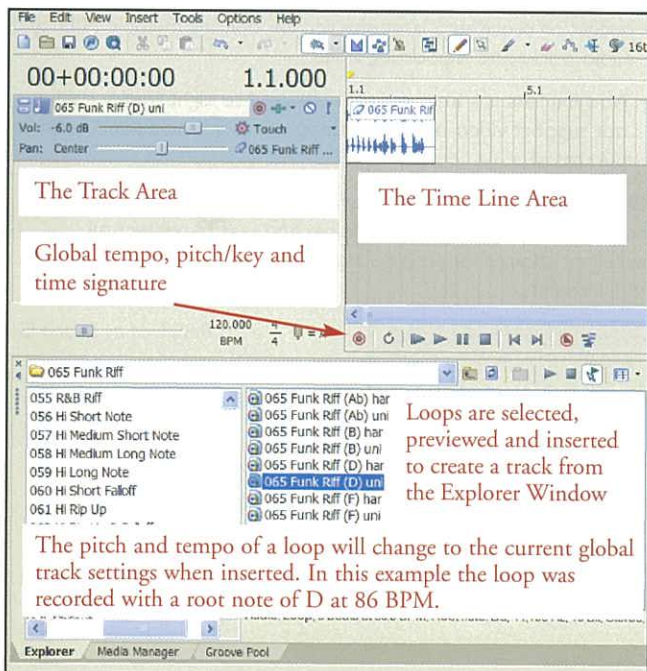 File Edit View Insert Tools Options Help
16t
00+00:00:00 1.1.000
1.1 5.1
065 Funk Riff (D) uni
065 Funk Rif
Vol: -6.0 dB Touch
Pan: Center 065 Funk Riff ...
The Track Area
The Time Line Area
Global tempo, pitch/key and
time signature
120.000
BPM
4
4
=
065 Funk Riff
055 R&B Riff
056 Hi Short Note
057 Hi Medium Short Note
058 Hi Medium Long Note
059 Hi Long Note
060 Hi Short Falloff
061 Hi Rip Up
065 Funk Riff (Ab) har
065 Funk Riff (Ab) uni
065 Funk Riff (B) har
065 Funk Riff (B) uni
065 Funk Riff (D) har
065 Funk Riff (D) uni
065 Funk Riff (F) har
065 Funk Riff (F) uni
Loops are selected,
previewed and inserted
to create a track from
the Explorer Window
The pitch and tempo of a loop will change to the current global
track settings when inserted. In this example the loop was
recorded with a root note of D at 86 BPM.
Explorer Media Manager Groove Pool